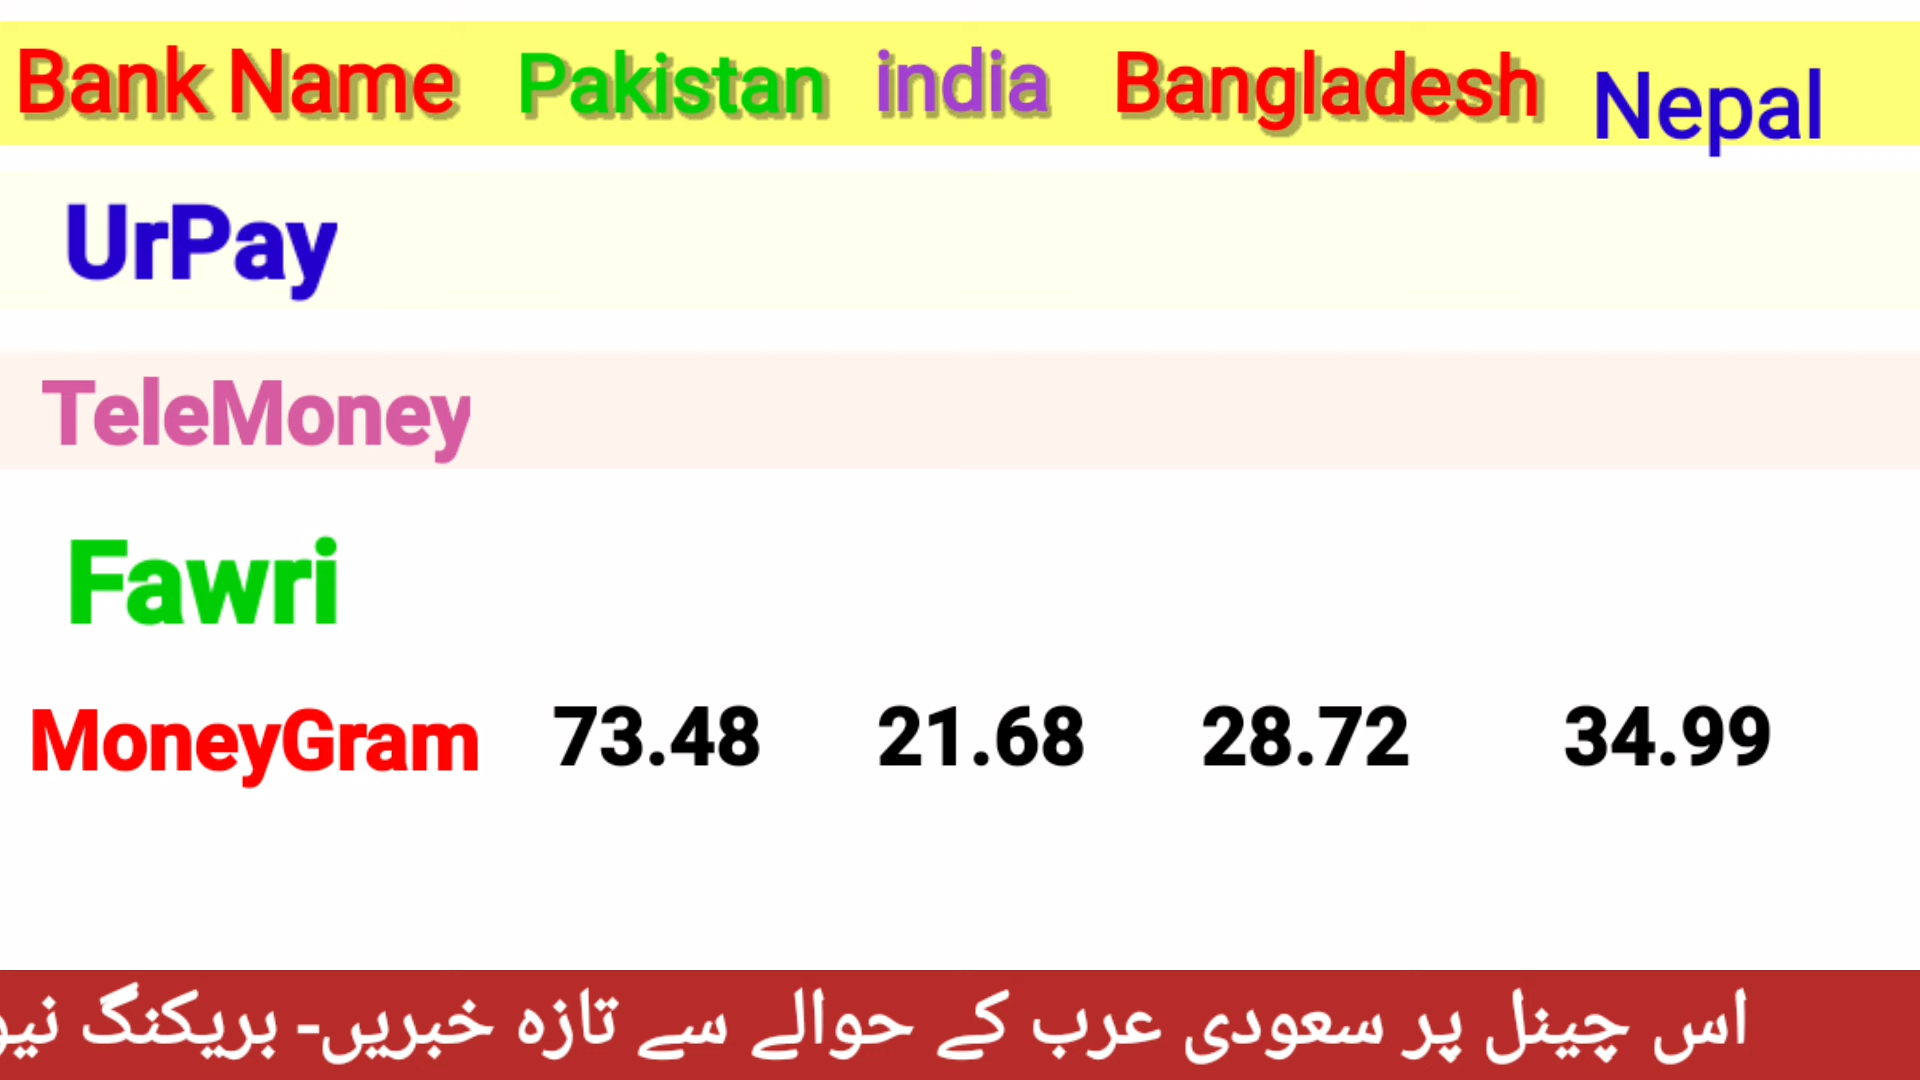 Bank Name Pakistan india Bangladesh Nepal
UrPay
TeleMoney
Fawri
MoneyGram 73.48 21.68 28.72 34.99
اس چینل پر سعودی عرب کے حوالے سے تازہ خبریں- بریکنگ